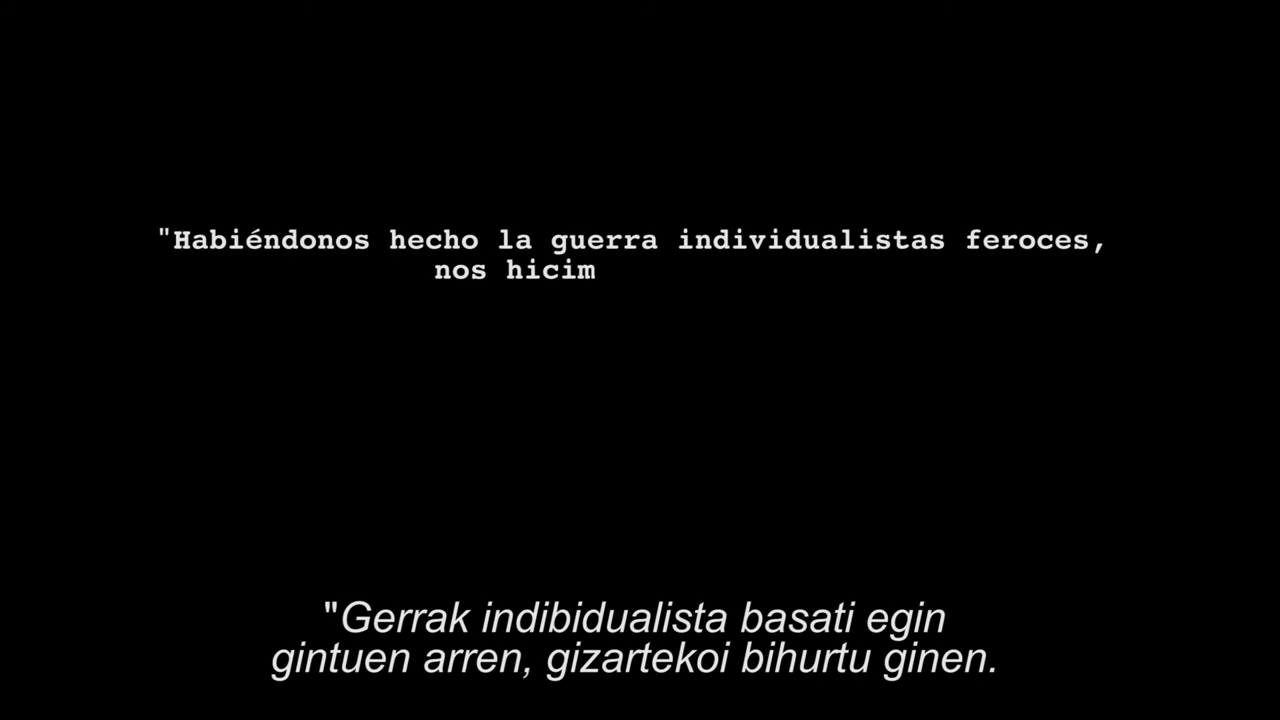 "Habiéndonos hecho la guerra individualistas feroces,
nos hicim
"Gerrak indibidualista basati egin
gintuen arren, gizartekoi bihurtu ginen.